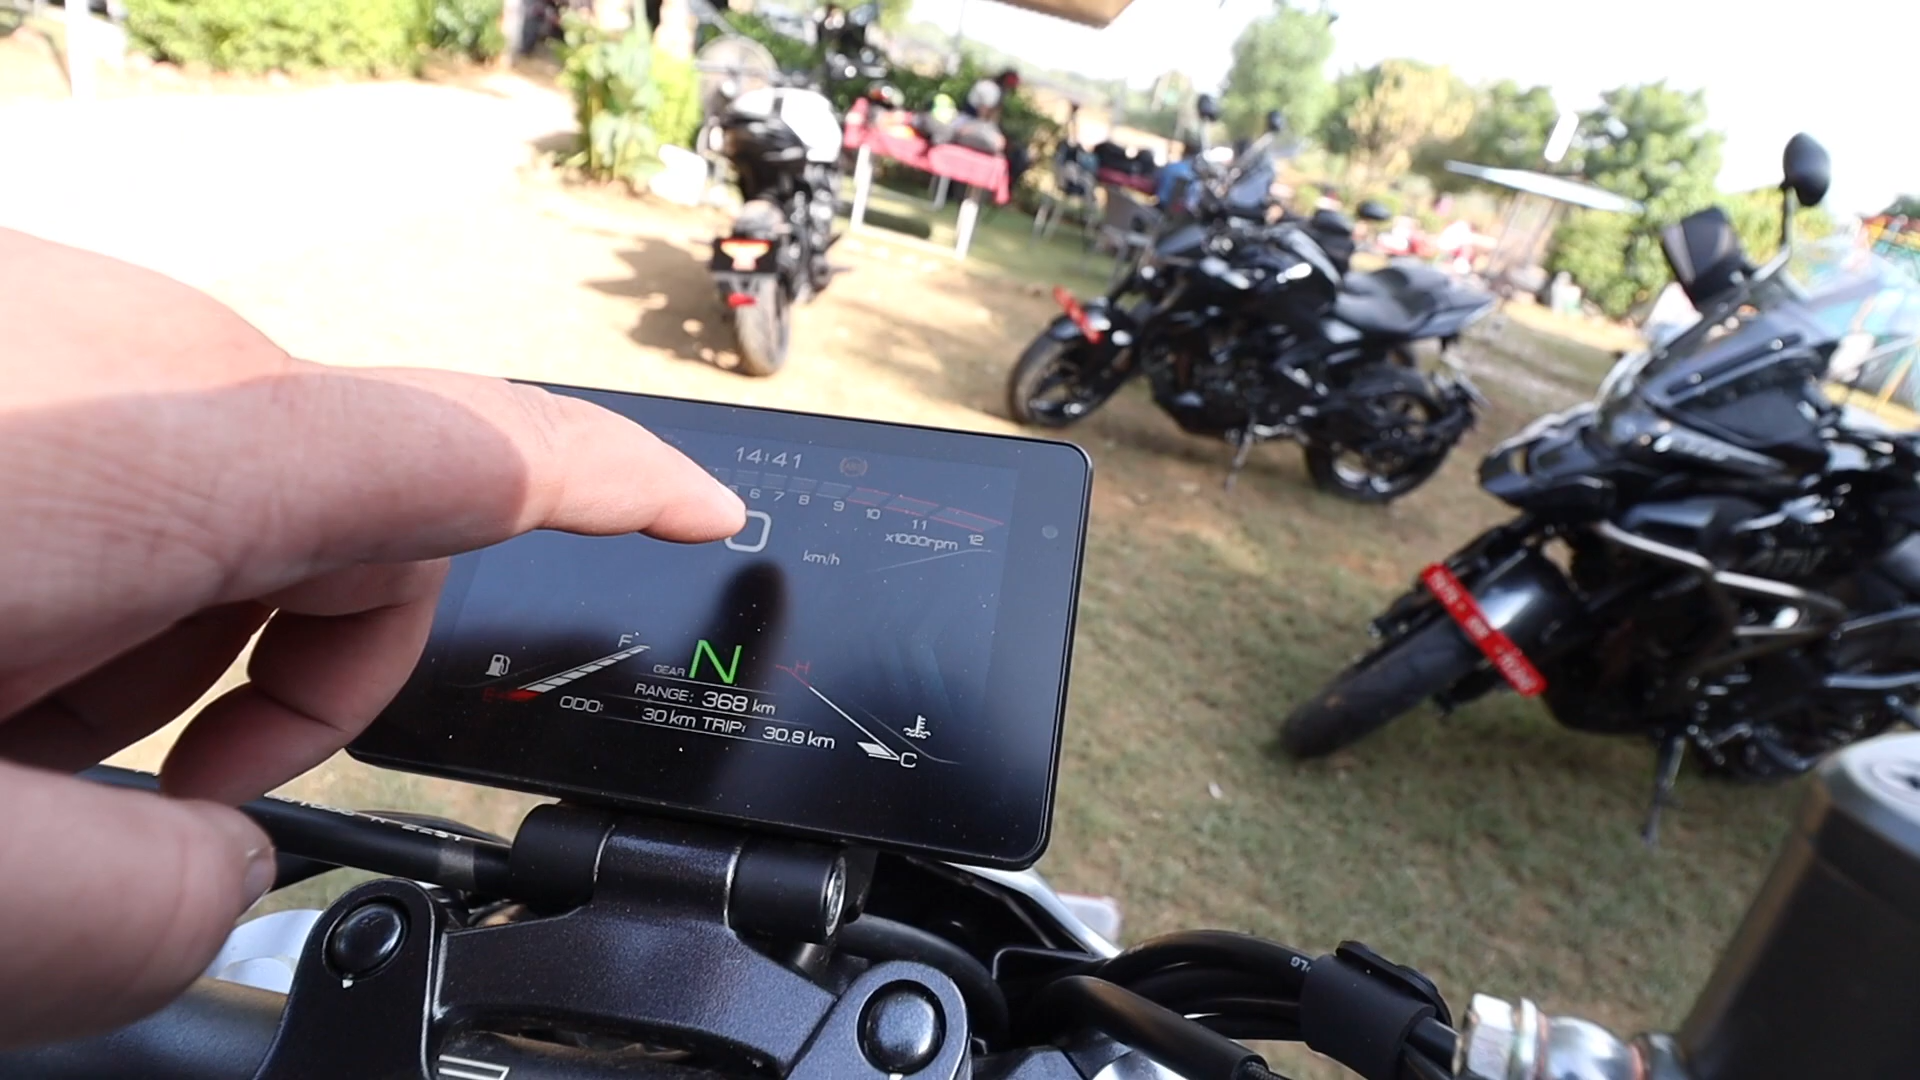 14:41
6 7 8 9 10 11 12
0
x1000rpm
km/h
F
H
GEAR N
RANGE: 368 km
E
ODO: 30 km TRIP: 30.8 km
C
ADV